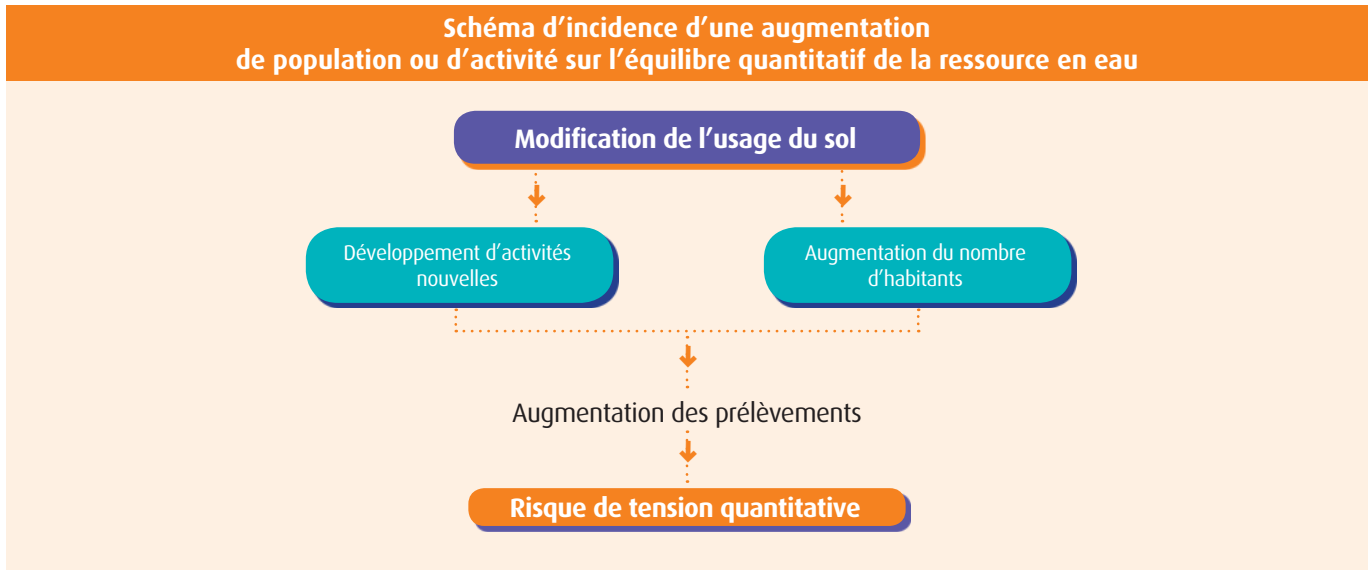 Schéma d’incidence d’une augmentation
de population ou d’activité sur l’équilibre quantitatif de la ressource en eau
Modification de l’usage du sol
Développement d’activités
nouvelles
Augmentation du nombre
d’habitants
Augmentation des prélèvements
Risque de tension quantitative